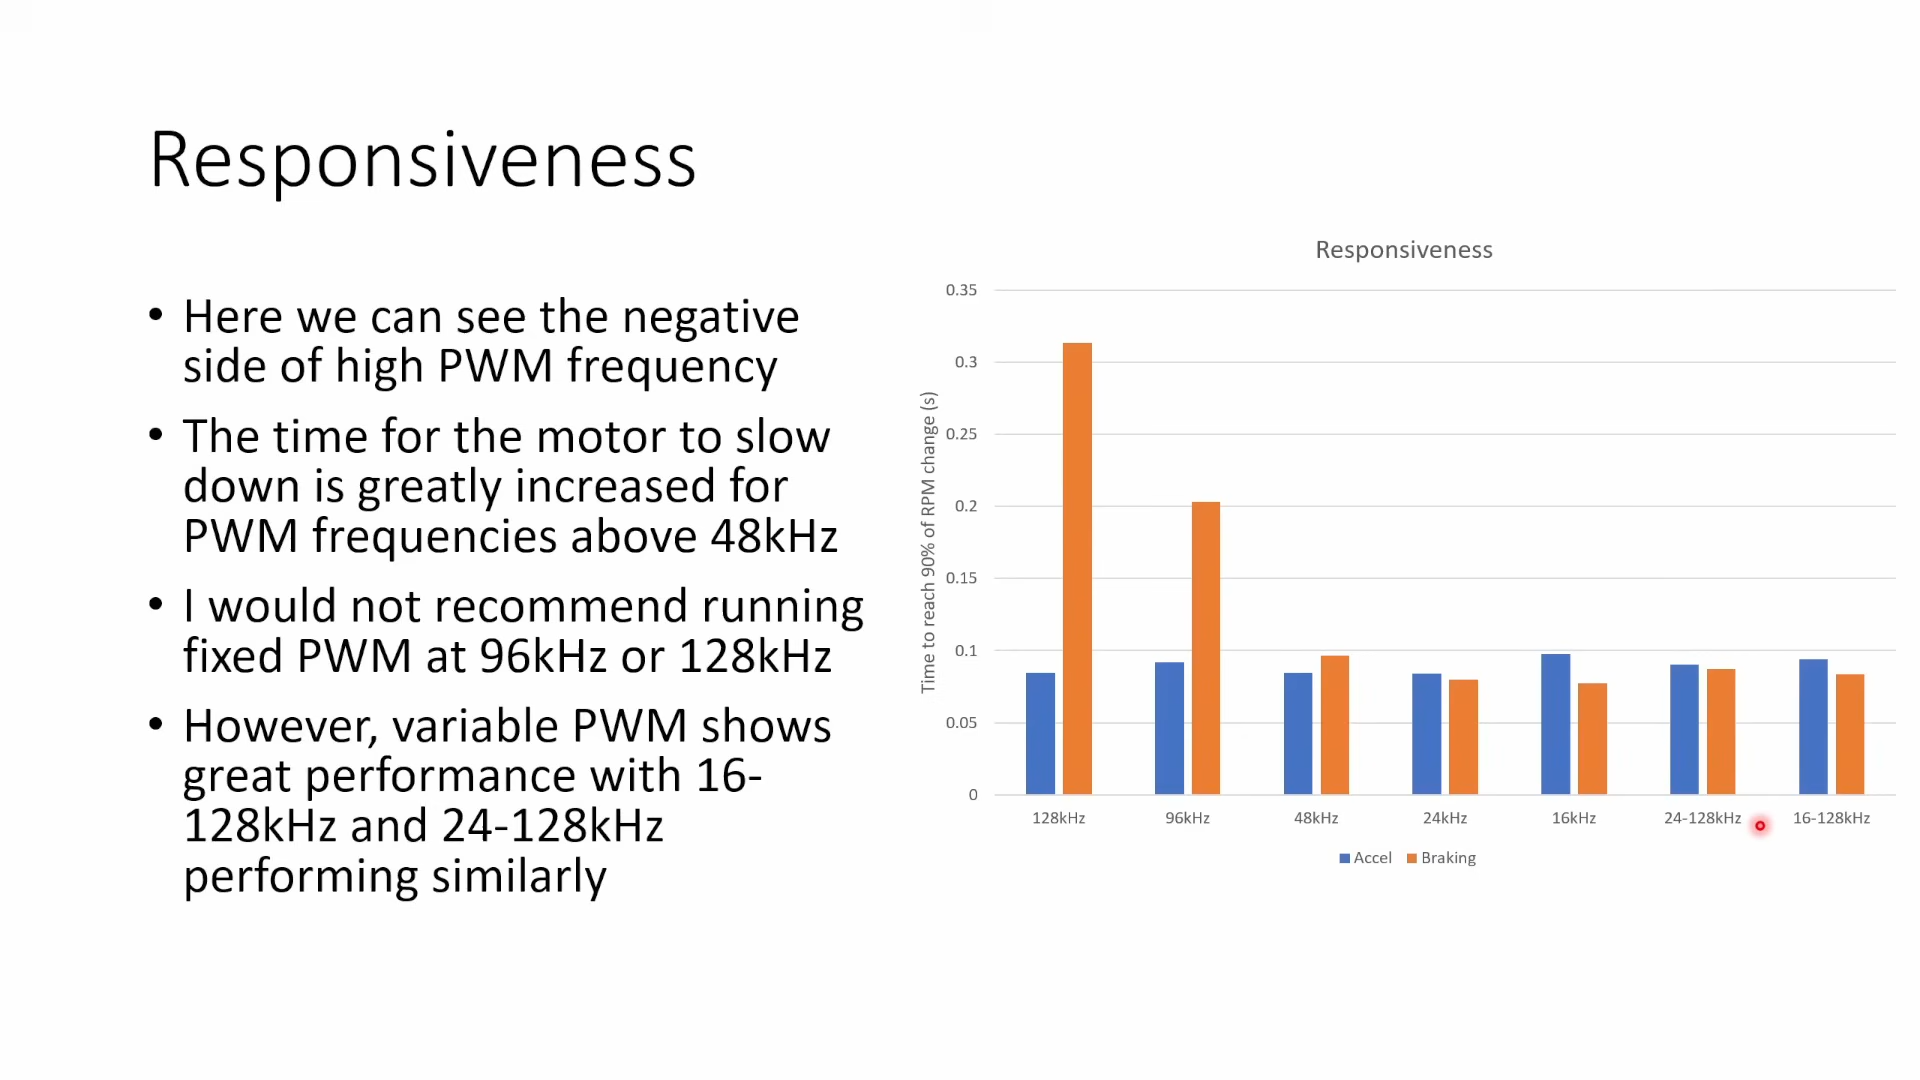 Responsiveness
• Here we can see the negative
side of high PWM frequency
• The time for the motor to slow
down is greatly increased for
PWM frequencies above 48kHz
• I would not recommend running
fixed PWM at 96kHz or 128kHz
• However, variable PWM shows
great performance with 16-
128kHz and 24-128kHz
performing similarly
Responsiveness
Time to reach 90% of RPM change (s)
0.35
0.3
0.25
0.2
0.15
0.1
0.05
0
128kHz 96kHz 48kHz 24kHz 16kHz 24-128kHz 16-128kHz
Accel Braking